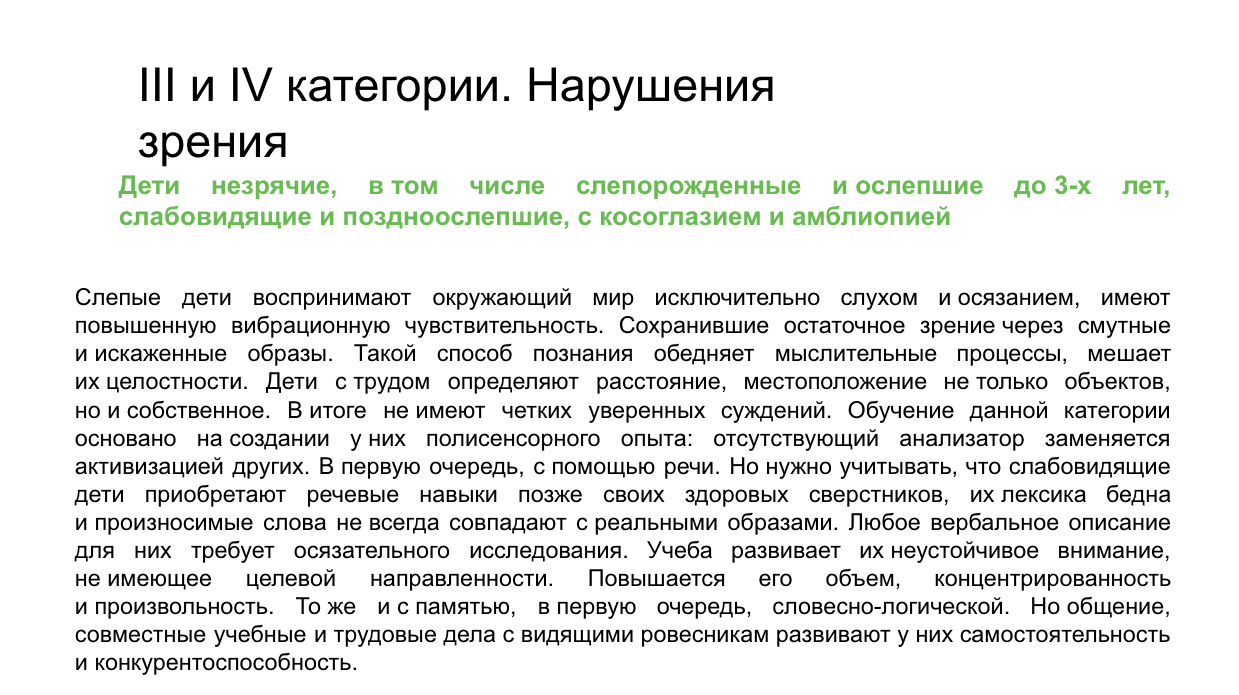 III и IV категории. Нарушения
зрения
Дети незрячие, в том числе слепорожденные и ослепшие до 3-х лет,
слабовидящие и поздноослепшие, с косоглазием и амблиопией
Слепые дети воспринимают окружающий мир исключительно слухом и осязанием, имеют
повышенную вибрационную чувствительность. Сохранившие остаточное зрение через смутные
и искаженные образы. Такой способ познания обедняет мыслительные процессы, мешает
их целостности. Дети с трудом определяют расстояние, местоположение не только объектов,
но и собственное. В итоге не имеют четких уверенных суждений. Обучение данной категории
основано на создании у них полисенсорного опыта: отсутствующий анализатор заменяется
активизацией других. В первую очередь, с помощью речи. Но нужно учитывать, что слабовидящие
дети приобретают речевые навыки позже своих здоровых сверстников, их лексика бедна
и произносимые слова не всегда совпадают с реальными образами. Любое вербальное описание
для них требует осязательного исследования. Учеба развивает их неустойчивое внимание,
не имеющее целевой направленности. Повышается его объем, концентрированность
и произвольность. То же и с памятью, в первую очередь, словесно-логической. Но общение,
совместные учебные и трудовые дела с видящими ровесникам развивают у них самостоятельность
и конкурентоспособность.